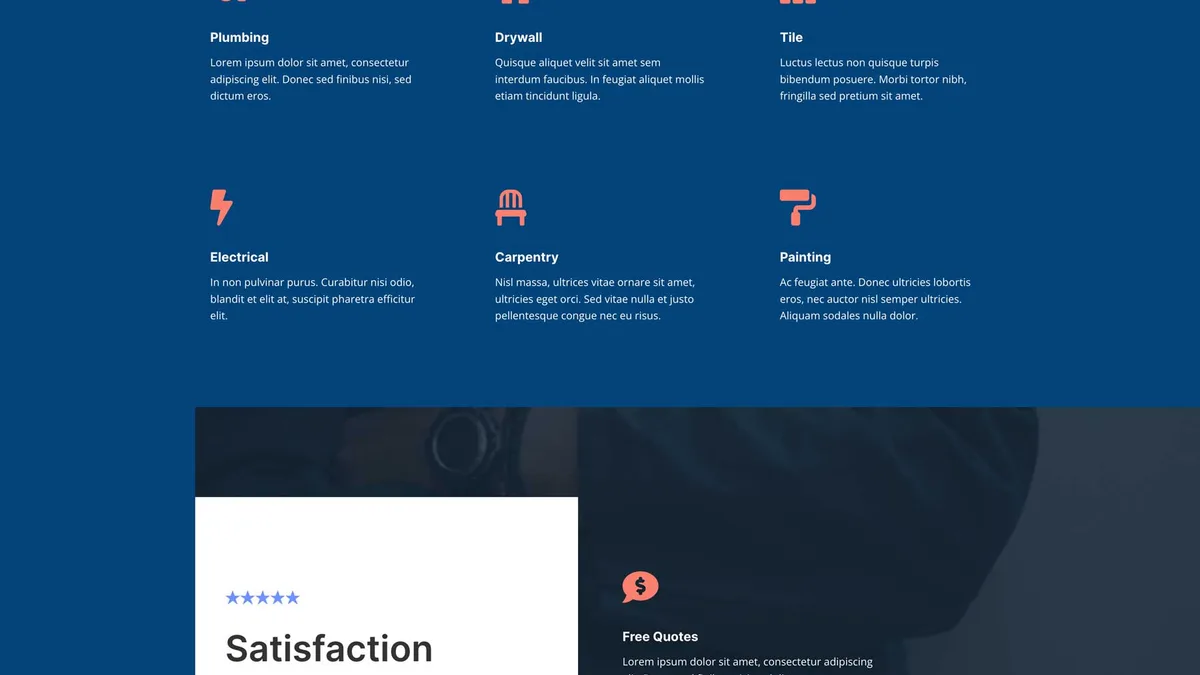 Plumbing
Lorem ipsum dolor sit amet, consectetur
adipiscing elit. Donec sed finibus nisi, sed
dictum eros.
Drywall
Quisque aliquet velit sit amet sem
interdum faucibus. In feugiat aliquet mollis
etiam tincidunt ligula.
Tile
Luctus lectus non quisque turpis
bibendum posuere. Morbi tortor nibh,
fringilla sed pretium sit amet.
Electrical
In non pulvinar purus. Curabitur nisi odio,
blandit et elit at, suscipit pharetra efficitur
elit.
Carpentry
Nisl massa, ultrices vitae ornare sit amet,
ultricies eget orci. Sed vitae nulla et justo
pellentesque congue nec eu risus.
Painting
Ac feugiat ante. Donec ultricies lobortis
eros, nec auctor nisl semper ultricies.
Aliquam sodales nulla dolor.
Satisfaction
Free Quotes
Lorem ipsum dolor sit amet, consectetur adipiscing